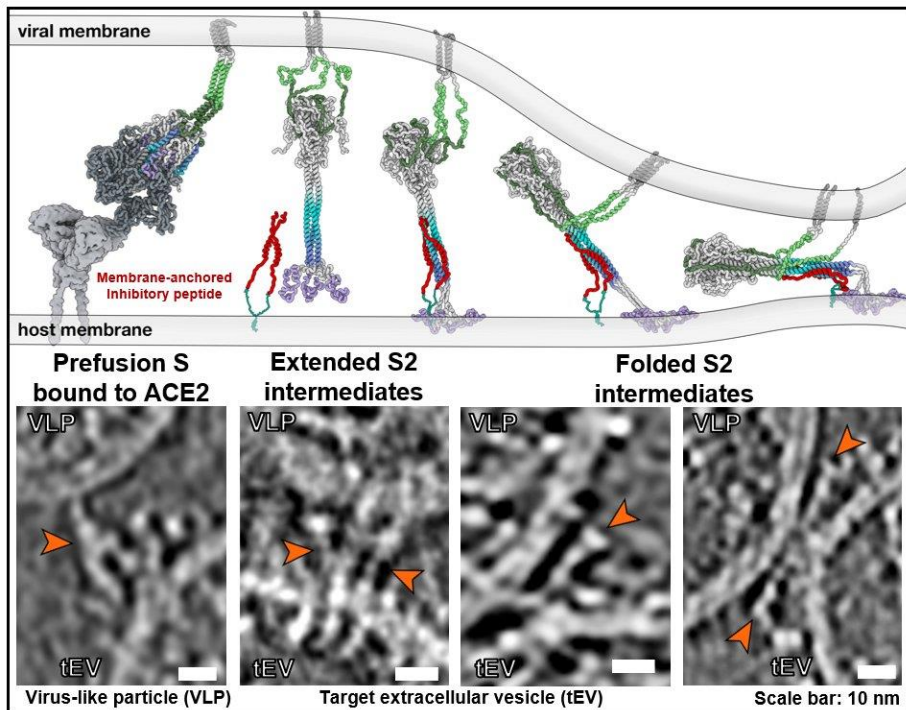 viral membrane
Membrane-anchored
Inhibitory peptide
host membrane
Prefusion S
bound to ACE2
Extended S2
intermediates
Folded S2
intermediates
VLP
VLP
VLP
VLP
tEV
tEV
tEV
tEV
Virus-like particle (VLP)
Target extracellular vesicle (tEV)
Scale bar: 10 nm